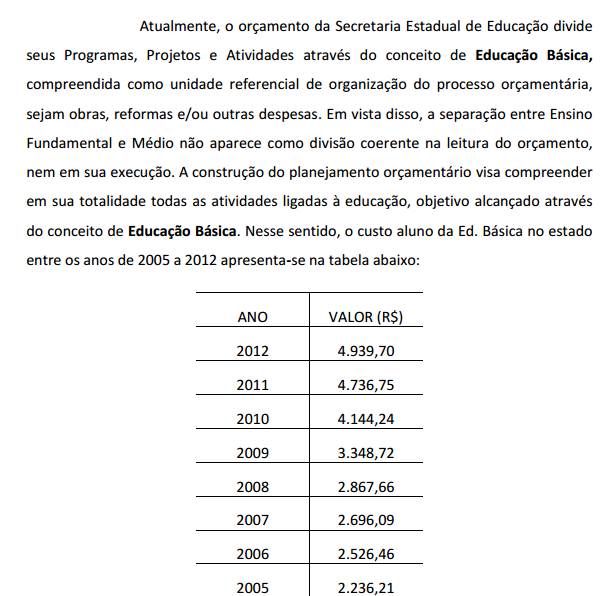 Atualmente, o orçamento da Secretaria Estadual de Educação divide
seus Programas, Projetos e Atividades através do conceito de Educação Básica,
compreendida como unidade referencial de organização do processo orçamentária,
sejam obras, reformas e/ou outras despesas. Em vista disso, a separação entre Ensino
Fundamental e Médio não aparece como divisão coerente na leitura do orçamento,
nem em sua execução. A construção do planejamento orçamentário visa compreender
em sua totalidade todas as atividades ligadas à educação, objetivo alcançado através
do conceito de Educação Básica. Nesse sentido, o custo aluno da Ed. Básica no estado
entre os anos de 2005 a 2012 apresenta-se na tabela abaixo:
ANO VALOR (R$)
2012 4.939,70
2011 4.736,75
2010 4.144,24
2009 3.348,72
2008 2.867,66
2007 2.696,09
2006 2.526,46
2005 2.236,21